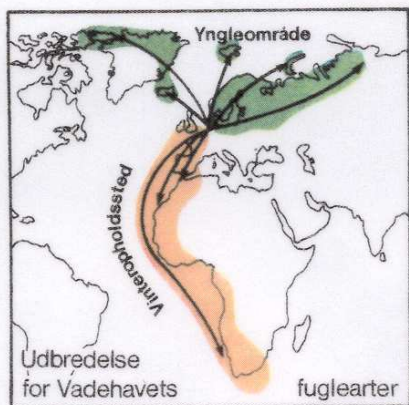 Yngleområde
Vinteropholdssted
Udbredelse
for Vadehavets fuglearter